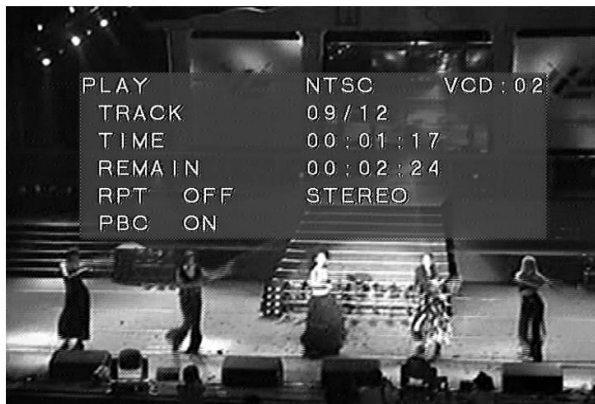 PLAY NTSC VCD:02
TRACK 09/12
TIME 00:01:17
REMAIN 00:02:24
RPT OFF STEREO
PBC ON